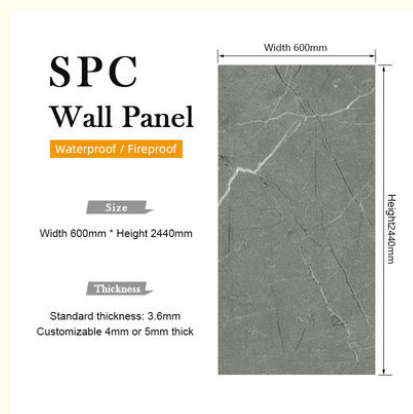 SPC
Wall Panel
Waterproof / Fireproof
Size
Width 600mm * Height 2440mm
Thickness
Standard thickness: 3.6mm
Customizable 4mm or 5mm thick
Width 600mm
Height2440mm